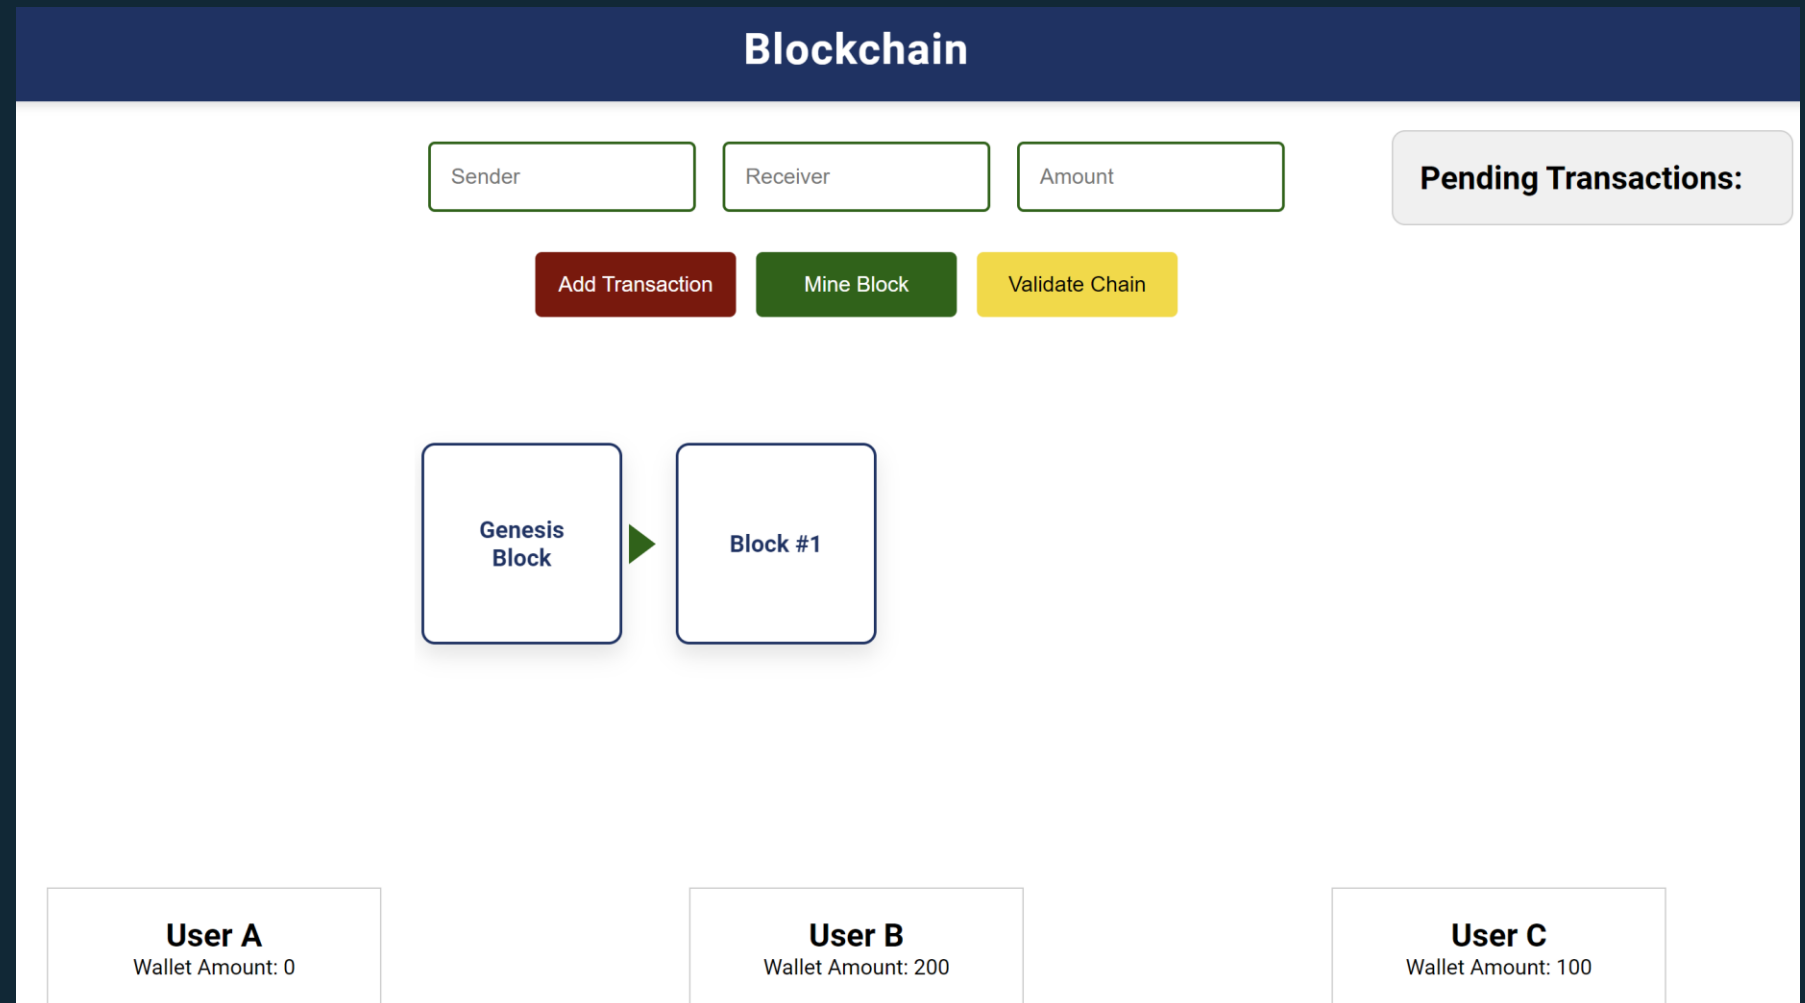 Blockchain
Sender
Receiver
Amount
Pending Transactions:
Add Transaction
Mine Block
Validate Chain
Genesis
Block
Block #1
User A
Wallet Amount: 0
User B
Wallet Amount: 200
User C
Wallet Amount: 100